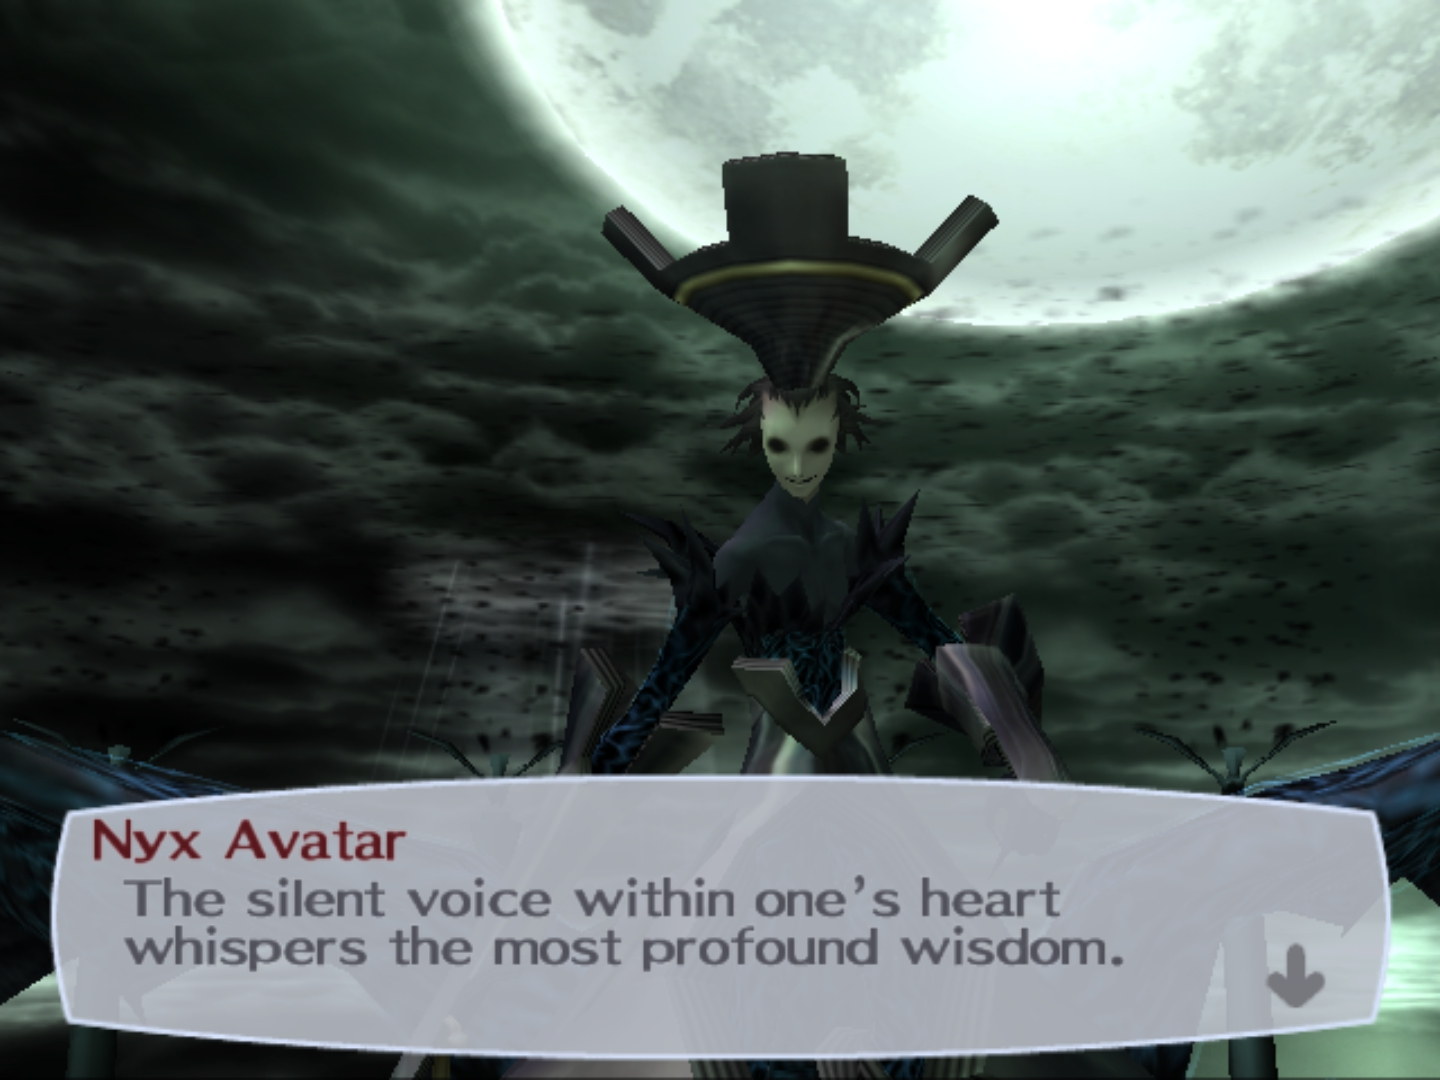 Nyx Avatar
The silent voice within one's heart
whispers the most profound wisdom.